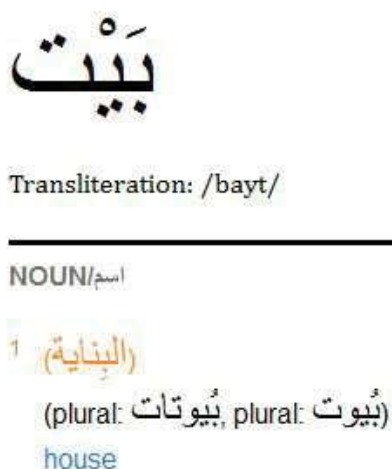 بَيْت
Transliteration: /bayt/
NOUN/اسم
1 (البِناية)
(plural: بُيوتات, plural: بُيوت)
house